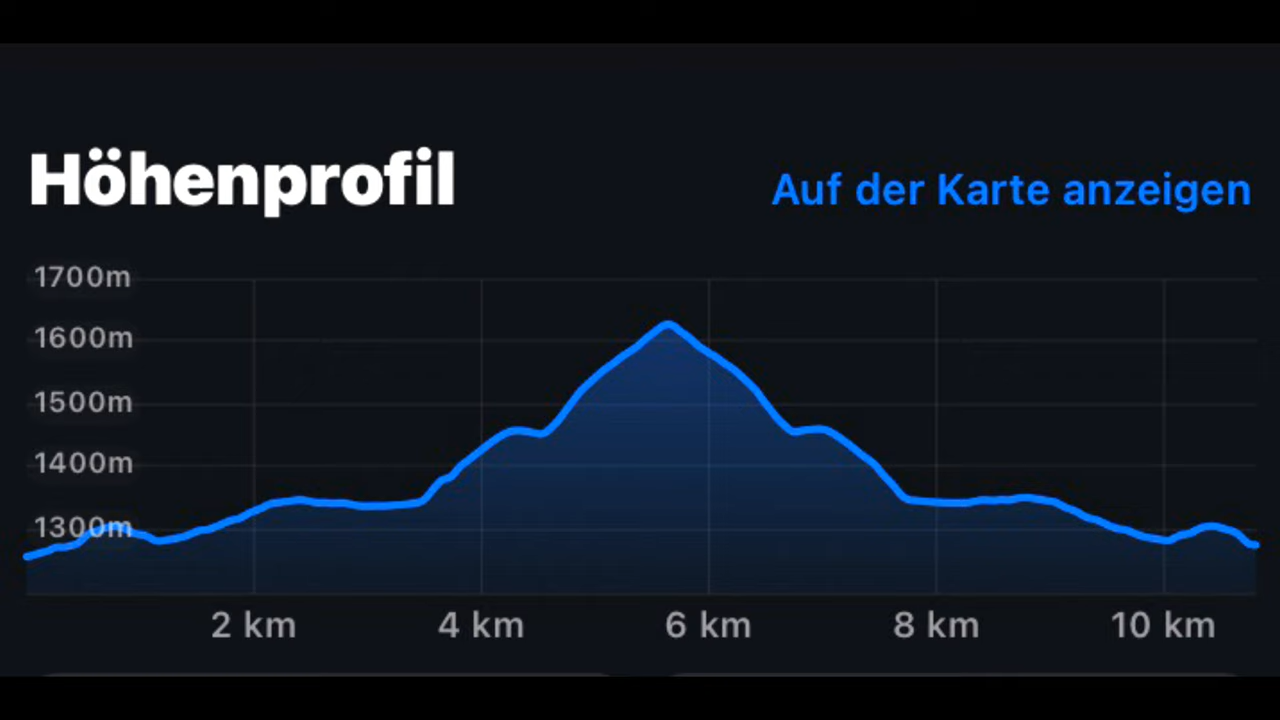 Höhenprofil
Auf der Karte anzeigen
1700m
1600m
1500m
1400m
1300m
2 km 4 km 6 km 8 km 10 km